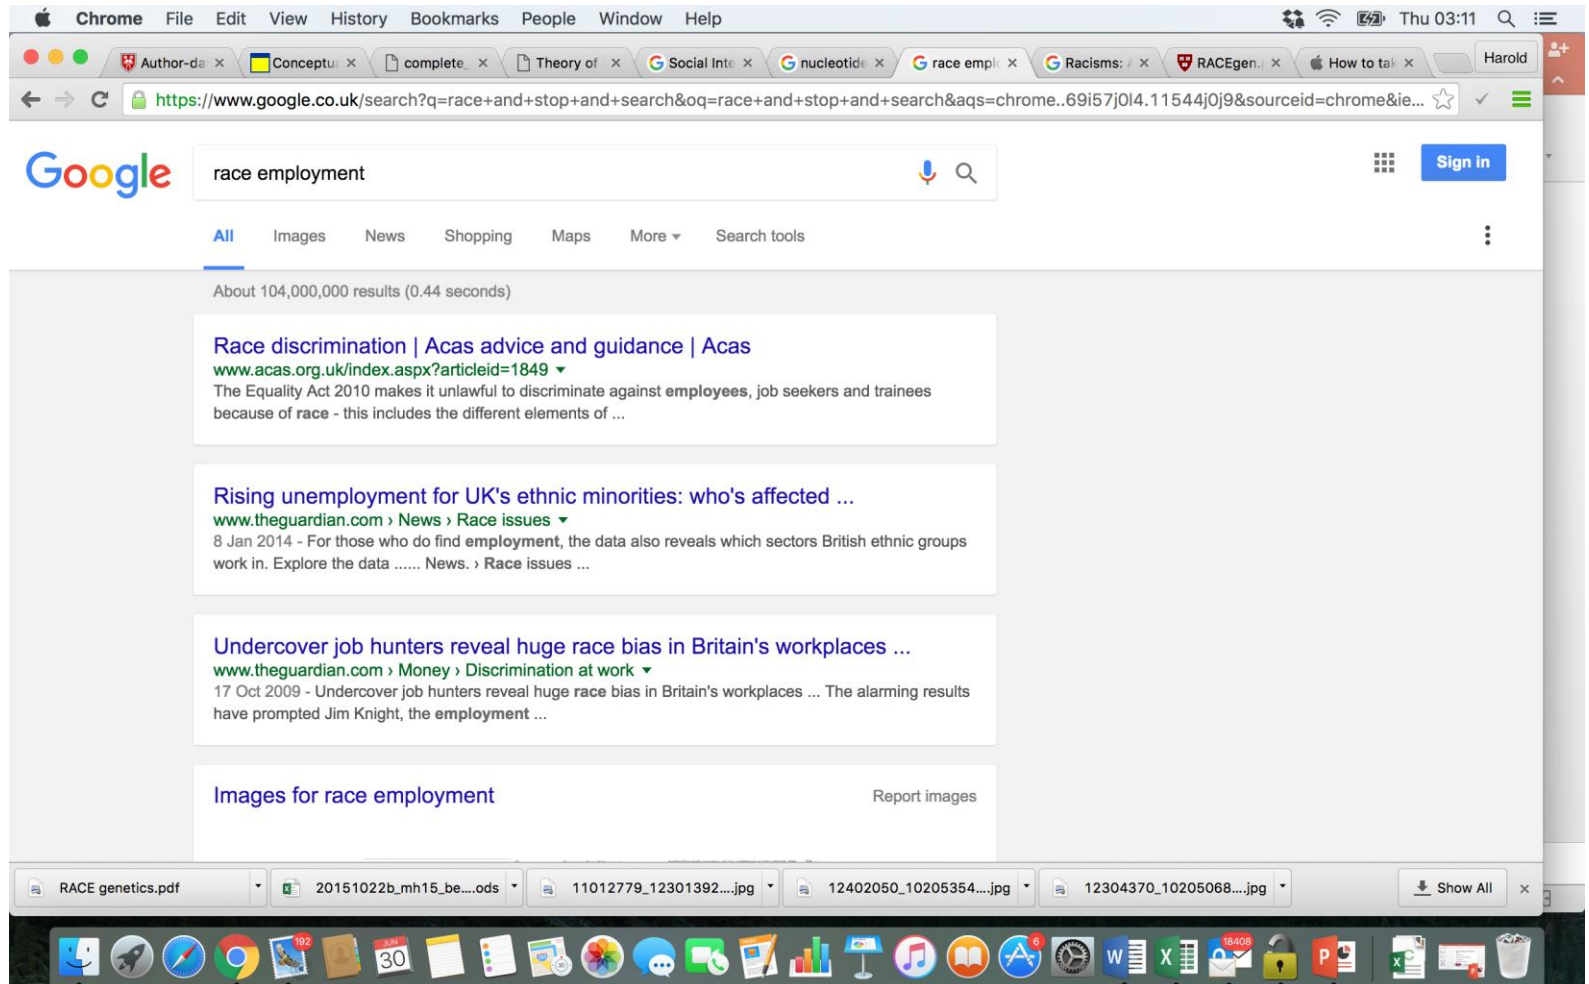 Chrome File Edit View History Bookmarks People Window Help Thu 03:11
Author-da Conceptu complete_ Theory of Social Inte nucleotide race emplo Racisms: RACEgen. How to tak Harold
https://www.google.co.uk/search?q=race+and+stop+and+search&oq=race+and+stop+and+search&aqs=chrome..69i57j0l4.11544j0j9&sourceid=chrome&ie...
Google race employment Sign in
All Images News Shopping Maps More Search tools
About 104,000,000 results (0.44 seconds)
Race discrimination | Acas advice and guidance | Acas
www.acas.org.uk/index.aspx?articleid=1849
The Equality Act 2010 makes it unlawful to discriminate against employees, job seekers and trainees
because of race - this includes the different elements of ...
Rising unemployment for UK's ethnic minorities: who's affected ...
www.theguardian.com › News › Race issues
8 Jan 2014 - For those who do find employment, the data also reveals which sectors British ethnic groups
work in. Explore the data ...... News. › Race issues ...
Undercover job hunters reveal huge race bias in Britain's workplaces ...
www.theguardian.com › Money › Discrimination at work
17 Oct 2009 - Undercover job hunters reveal huge race bias in Britain's workplaces ... The alarming results
have prompted Jim Knight, the employment ...
Images for race employment Report images
RACE genetics.pdf 20151022b_mh15_be....ods 11012779_12301392....jpg 12402050_10205354....jpg 12304370_10205068....jpg Show All
192 JUN 30 6 18408